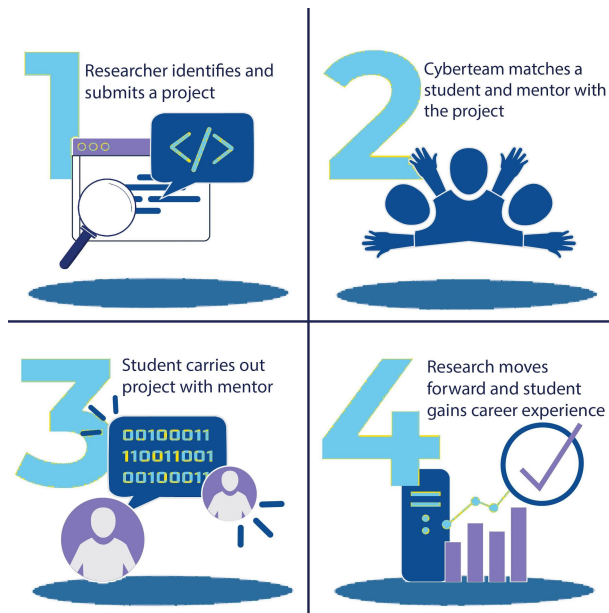 1
Researcher identifies and
submits a project
</>
2
Cyberteam matches a
student and mentor with
the project
3
Student carries out
project with mentor
00100011
110011001
00100011
4
Research moves
forward and student
gains career experience